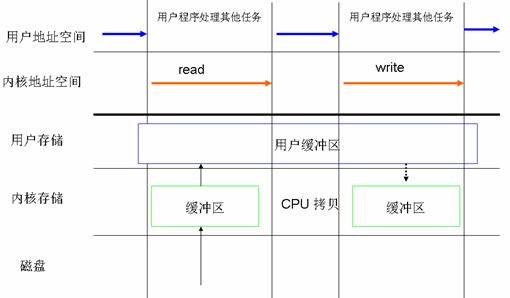 用户程序处理其他任务
用户程序处理其他任务
用户地址空间
内核地址空间
read
write
用户存储
用户缓冲区
内核存储
缓冲区
CPU 拷贝
缓冲区
磁盘